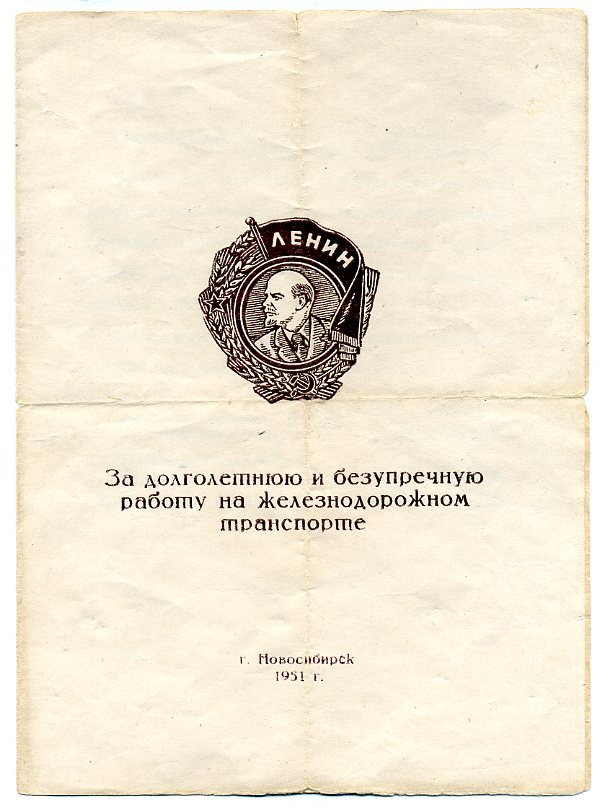 ЛЕНИН
За долголетнюю и безупречную
работу на железнодорожном
транспорте
г. Новосибирск
1951 г.